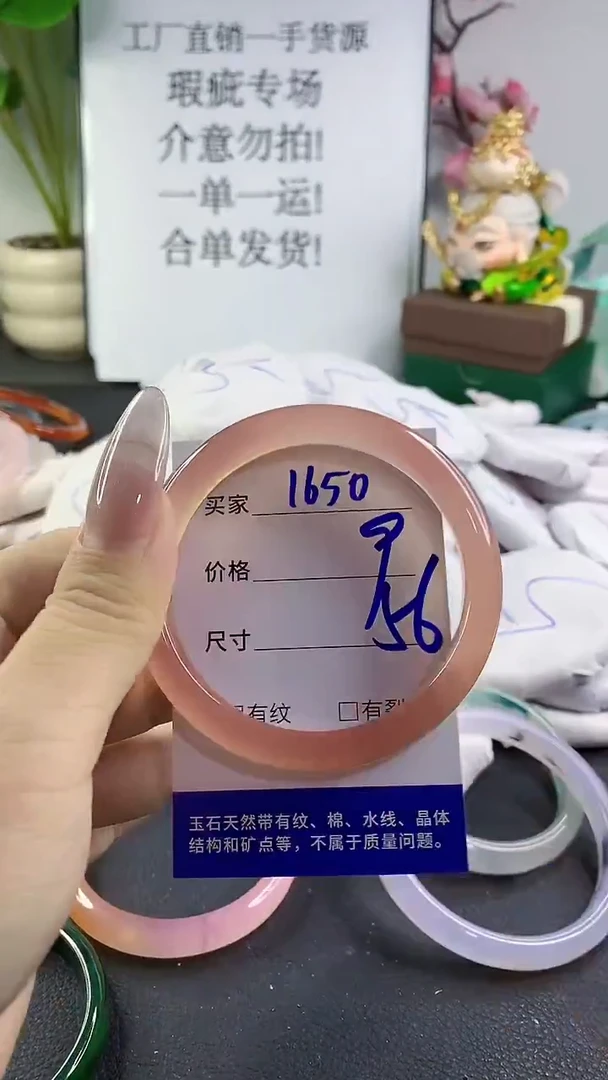 工厂直销一手货源
瑕疵专场
介意勿拍!
一单一运!
合单发货!
买家 1650
价格
尺寸 56
有纹 □有裂
玉石天然带有纹、棉、水线、晶体
结构和矿点等，不属于质量问题。